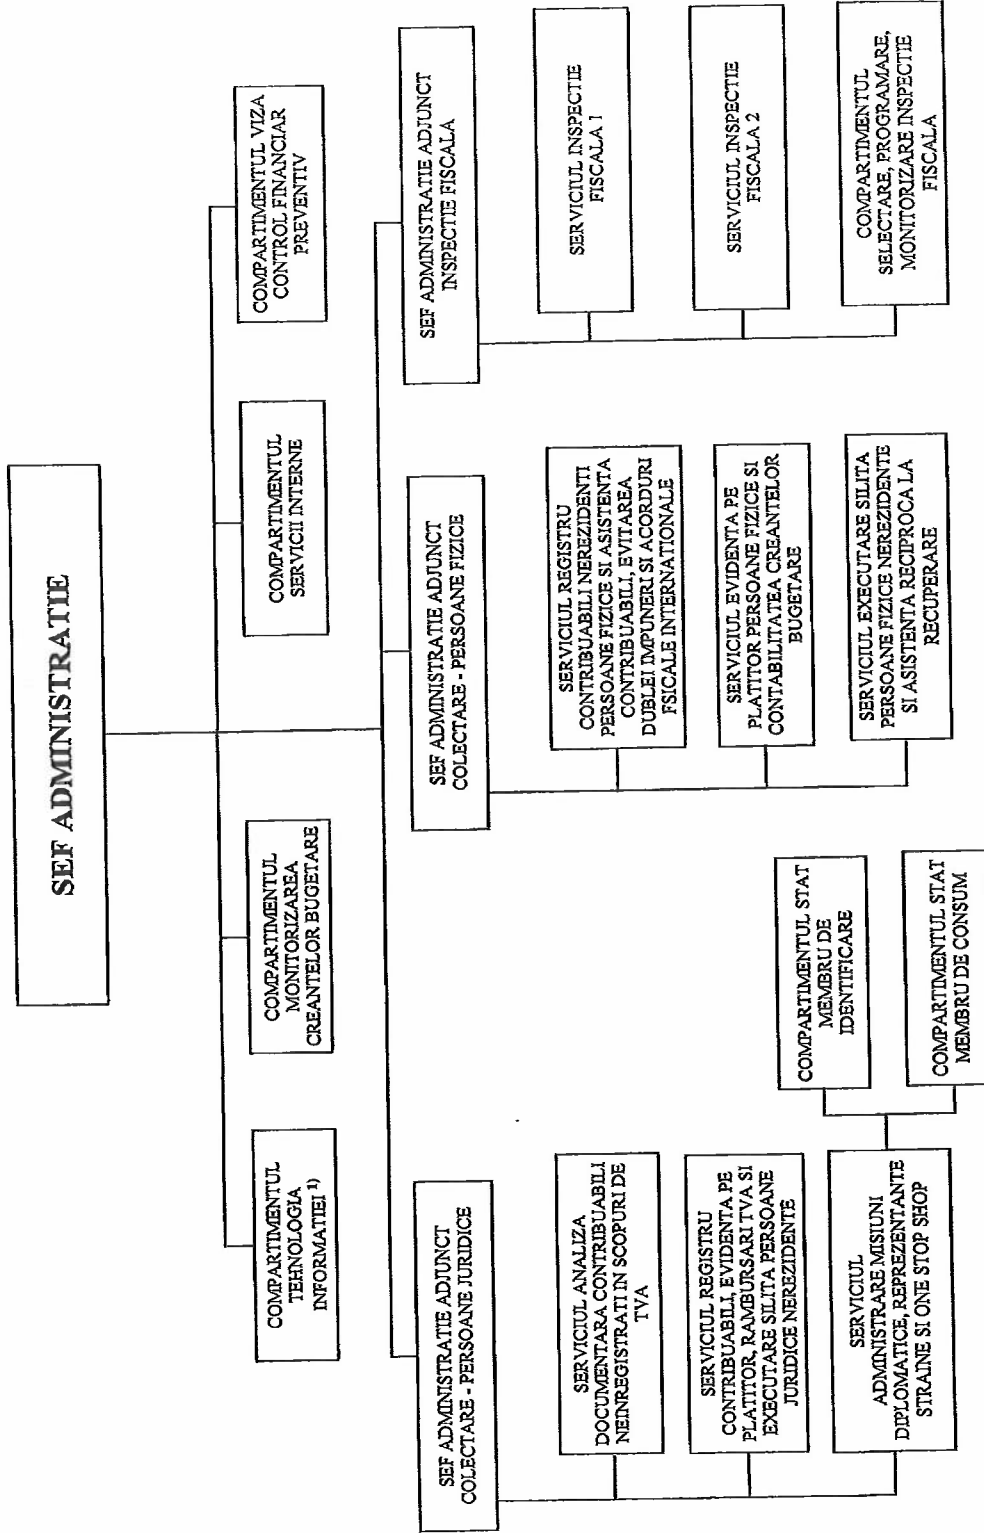 SEF ADMINISTRATIE
COMPARTIMENTUL
TEHNOLOGIA
INFORMATIEI ¹⁾
COMPARTIMENTUL
MONITORIZAREA
CREANTELOR BUGETARE
COMPARTIMENTUL
SERVICII INTERNE
COMPARTIMENTUL VIZA
CONTROL FINANCIAR
PREVENTIV
SEF ADMINISTRATIE ADJUNCT
COLECTARE - PERSOANE JURIDICE
SERVICIUL ANALIZA
DOCUMENTARA CONTRIBUABILI
NEINREGISTRATI IN SCOPURI DE
TVA
SERVICIUL REGISTRU
CONTRIBUABILI, EVIDENTA PE
PLATITOR, RAMBURSARI TVA SI
EXECUTARE SILITA PERSOANE
JURIDICE NEREZIDENTE
SERVICIUL
ADMINISTRARE MISIUNI
DIPLOMATICE, REPREZENTANTE
STRAINE SI ONE STOP SHOP
COMPARTIMENTUL STAT
MEMBRU DE
IDENTIFICARE
COMPARTIMENTUL STAT
MEMBRU DE CONSUM
SEF ADMINISTRATIE ADJUNCT
COLECTARE - PERSOANE FIZICE
SERVICIUL REGISTRU
CONTRIBUABILI NEREZIDENTI
PERSOANE FIZICE SI ASISTENTA
CONTRIBUABILI, EVITAREA
DUBLEI IMPUNERI SI ACORDURI
FSICALE INTERNATIONALE
SERVICIUL EVIDENTA PE
PLATITOR PERSOANE FIZICE SI
CONTABILITATEA CREANTELOR
BUGETARE
SERVICIUL EXECUTARE SILITA
PERSOANE FIZICE NEREZIDENTE
SI ASISTENTA RECIPROCA LA
RECUPERARE
SEF ADMINISTRATIE ADJUNCT
INSPECTIE FISCALA
SERVICIUL INSPECTIE
FISCALA 1
SERVICIUL INSPECTIE
FISCALA 2
COMPARTIMENTUL
SELECTARE, PROGRAMARE,
MONITORIZARE INSPECTIE
FISCALA